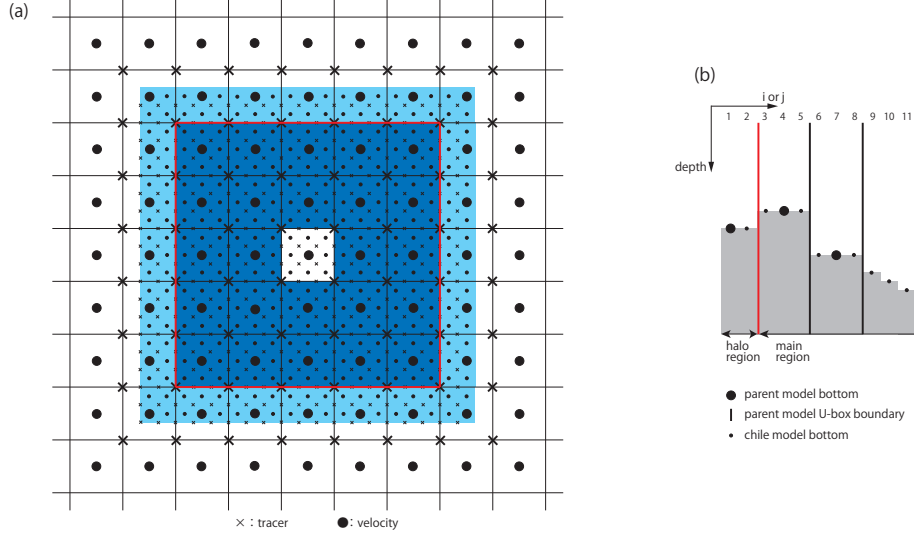 (a)
× : tracer
●: velocity
(b)
i or j
1 2 3 4 5 6 7 8 9 10 11
depth
halo
region
main
region
parent model bottom
parent model U-box boundary
chile model bottom